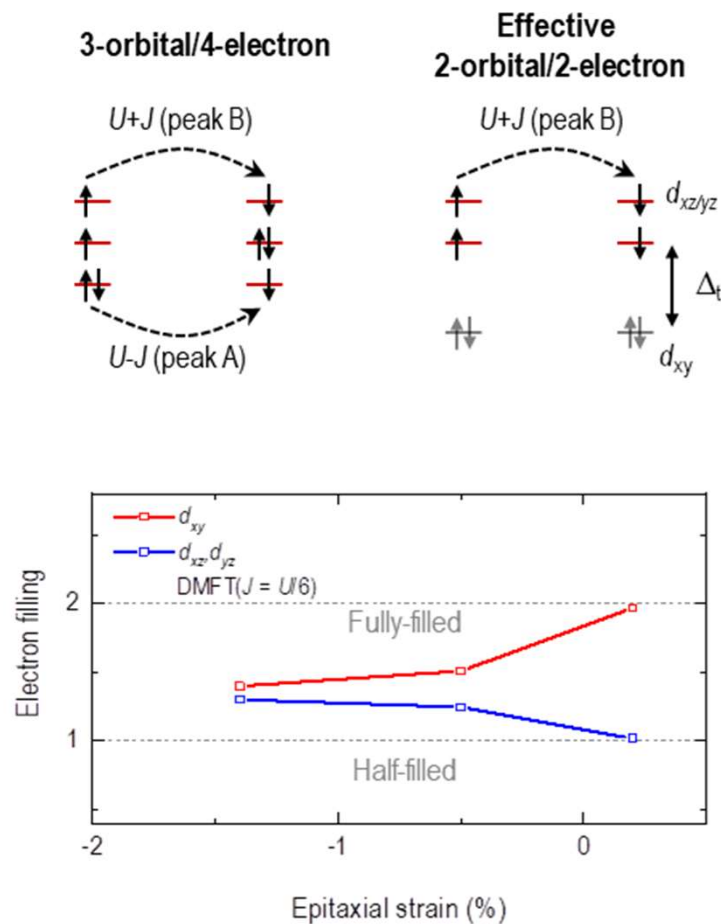 3-orbital/4-electron
Effective
2-orbital/2-electron
U+J (peak B)
U+J (peak B)
d_xz/yz
Δ_t
U-J (peak A)
d_xy
d_xy
d_xz, d_yz
DMFT(J = U/6)
2
Fully-filled
Electron filling
1
Half-filled
-2
-1
0
Epitaxial strain (%)